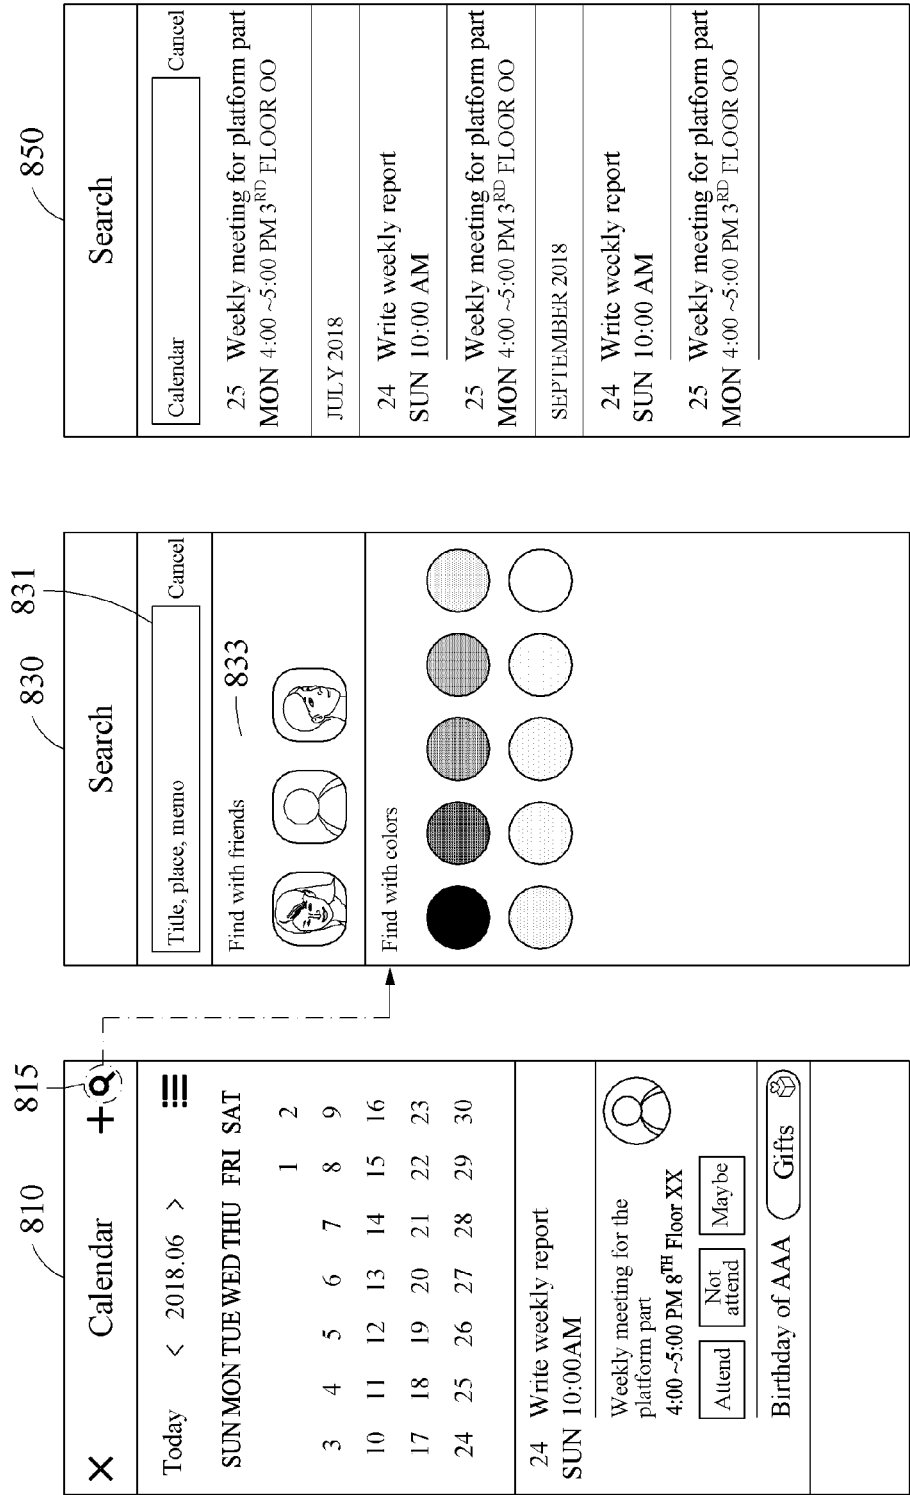 810
815
Calendar
Today < 2018.06 >
SUN MON TUE WED THU FRI SAT
1 2
3 4 5 6 7 8 9
10 11 12 13 14 15 16
17 18 19 20 21 22 23
24 25 26 27 28 29 30
24 Write weekly report
SUN 10:00AM
Weekly meeting for the
platform part
4:00 ~5:00 PM 8TH Floor XX
Attend
Not
attend
Maybe
Birthday of AAA
Gifts
830
831
Search
Title, place, memo
Cancel
Find with friends
833
Find with colors
850
Search
Calendar
Cancel
25 Weekly meeting for platform part
MON 4:00 ~5:00 PM 3RD FLOOR OO
JULY 2018
24 Write weekly report
SUN 10:00 AM
25 Weekly meeting for platform part
MON 4:00 ~5:00 PM 3RD FLOOR OO
SEPTEMBER 2018
24 Write weekly report
SUN 10:00 AM
25 Weekly meeting for platform part
MON 4:00 ~5:00 PM 3RD FLOOR OO